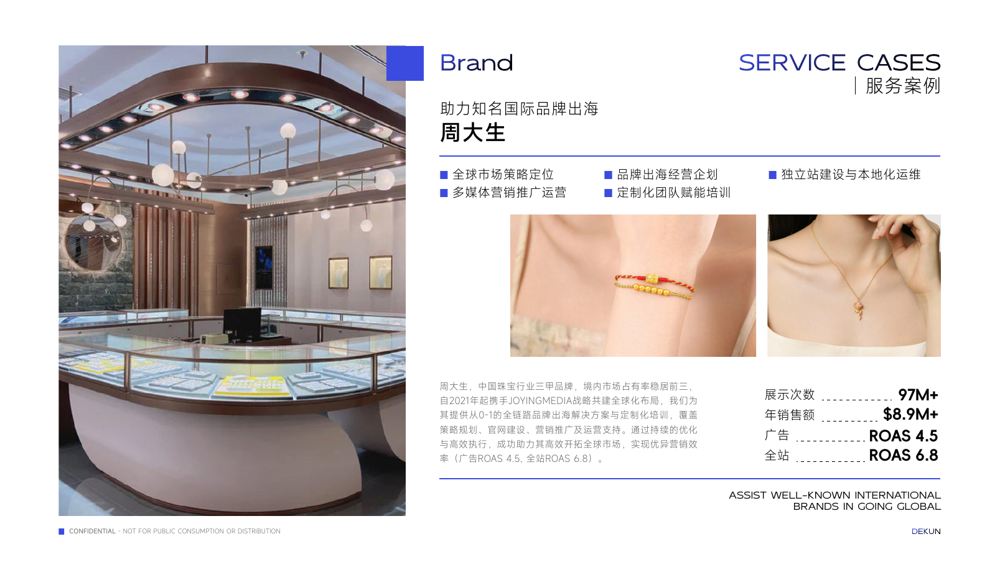 Brand
SERVICE CASES
服务案例
助力知名国际品牌出海
周大生
全球市场策略定位
品牌出海经营企划
独立站建设与本地化运维
多媒体营销推广运营
定制化团队赋能培训
周大生，中国珠宝行业三甲品牌，境内市场占有率稳居前三，
自2021年起携手JOYINGMEDIA战略共建全球化布局，我们为
其提供从0-1的全链路品牌出海解决方案与定制化培训，覆盖
策略规划、官网建设、营销推广及运营支持。通过持续的优化
与高效执行，成功助力其高效开拓全球市场，实现优异营销效
率（广告ROAS 4.5, 全站ROAS 6.8）。
展示次数 97M+
年销售额 $8.9M+
广告 ROAS 4.5
全站 ROAS 6.8
ASSIST WELL-KNOWN INTERNATIONAL
BRANDS IN GOING GLOBAL
CONFIDENTIAL - NOT FOR PUBLIC CONSUMPTION OR DISTRIBUTION
DEKUN